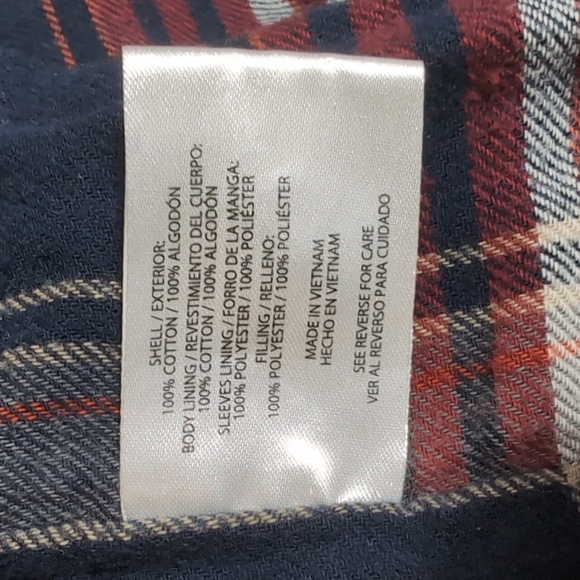 SHELL / EXTERIOR:
100% COTTON / 100% ALGODÓN
BODY LINING / REVESTIMIENTO DEL CUERPO:
100% COTTON / 100% ALGODÓN
SLEEVES LINING / FORRO DE LA MANGA:
100% POLYESTER / 100% POLIÉSTER
FILLING / RELLENO:
100% POLYESTER / 100% POLIÉSTER
MADE IN VIETNAM
HECHO EN VIETNAM
SEE REVERSE FOR CARE
VER AL REVERSO PARA CUIDADO